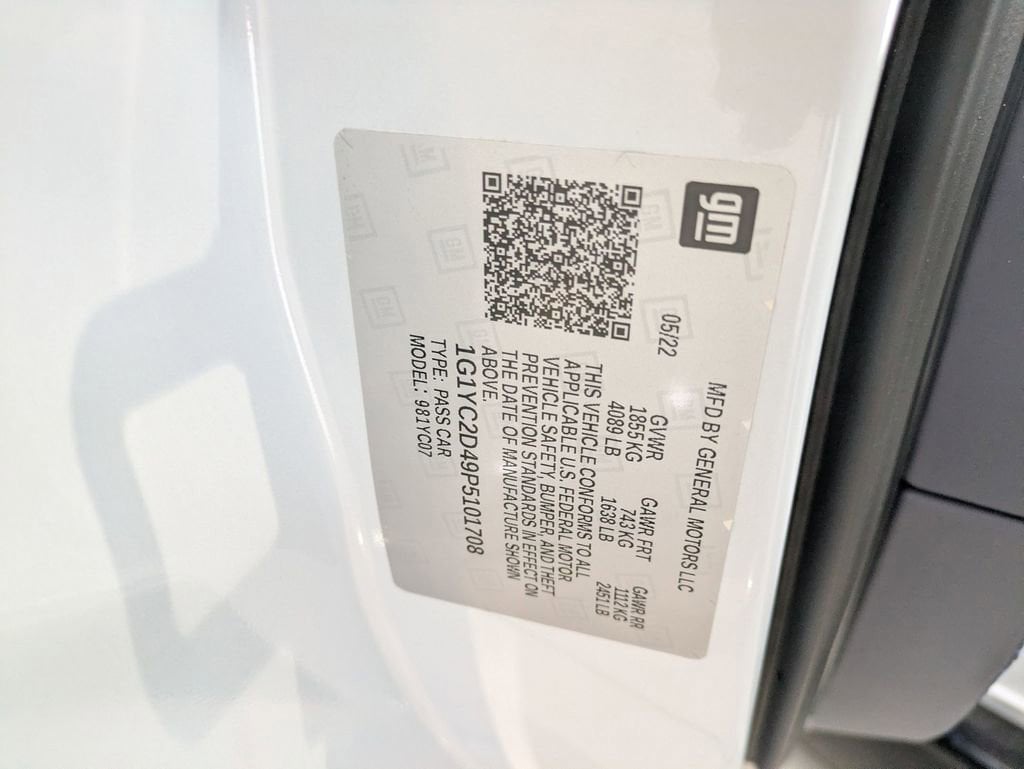 gm
MFD BY GENERAL MOTORS LLC
05/22
GVWR GAWR FRT GAWR RR
1855 KG 743 KG 1112 KG
4089 LB 1638 LB 2451 LB
THIS VEHICLE CONFORMS TO ALL
APPLICABLE U.S. FEDERAL MOTOR
VEHICLE SAFETY, BUMPER, AND THEFT
PREVENTION STANDARDS IN EFFECT ON
THE DATE OF MANUFACTURE SHOWN
ABOVE.
1G1YC2D49P5101708
TYPE: PASS CAR
MODEL: 981YC07